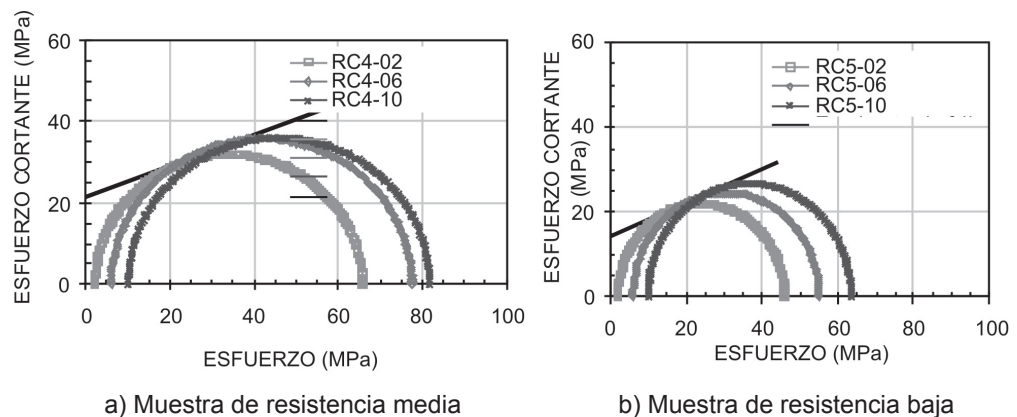 ESFUERZO CORTANTE (MPa)
60
40
20
0
0 20 40 60 80 100
RC4-02
RC4-06
RC4-10
ESFUERZO (MPa)
a) Muestra de resistencia media
ESFUERZO CORTANTE
(MPa)
60
40
20
0
0 20 40 60 80 100
RC5-02
RC5-06
RC5-10
ESFUERZO (MPa)
b) Muestra de resistencia baja